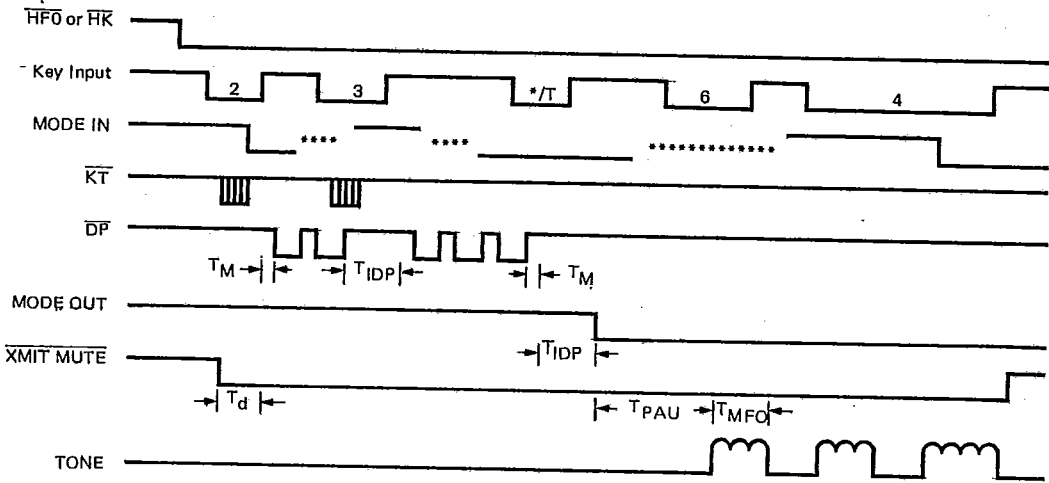 HFO or HK
Key Input
2
3
*/T
6
4
MODE IN
****
****
************
KT
DP
TM
TIDP
TM
MODE OUT
TIDP
XMIT MUTE
Td
TPAU
TMFO
TONE